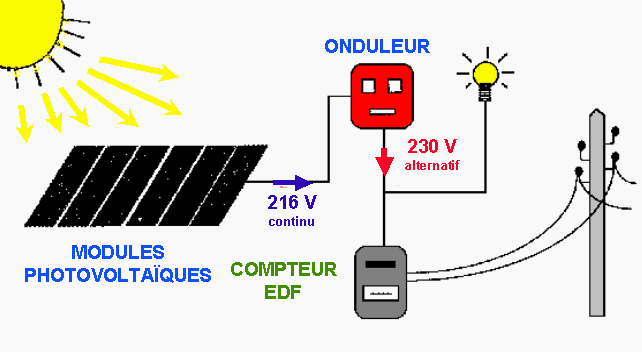 ONDULEUR
230 V
alternatif
216 V
continu
MODULES
PHOTOVOLTAÏQUES
COMPTEUR
EDF